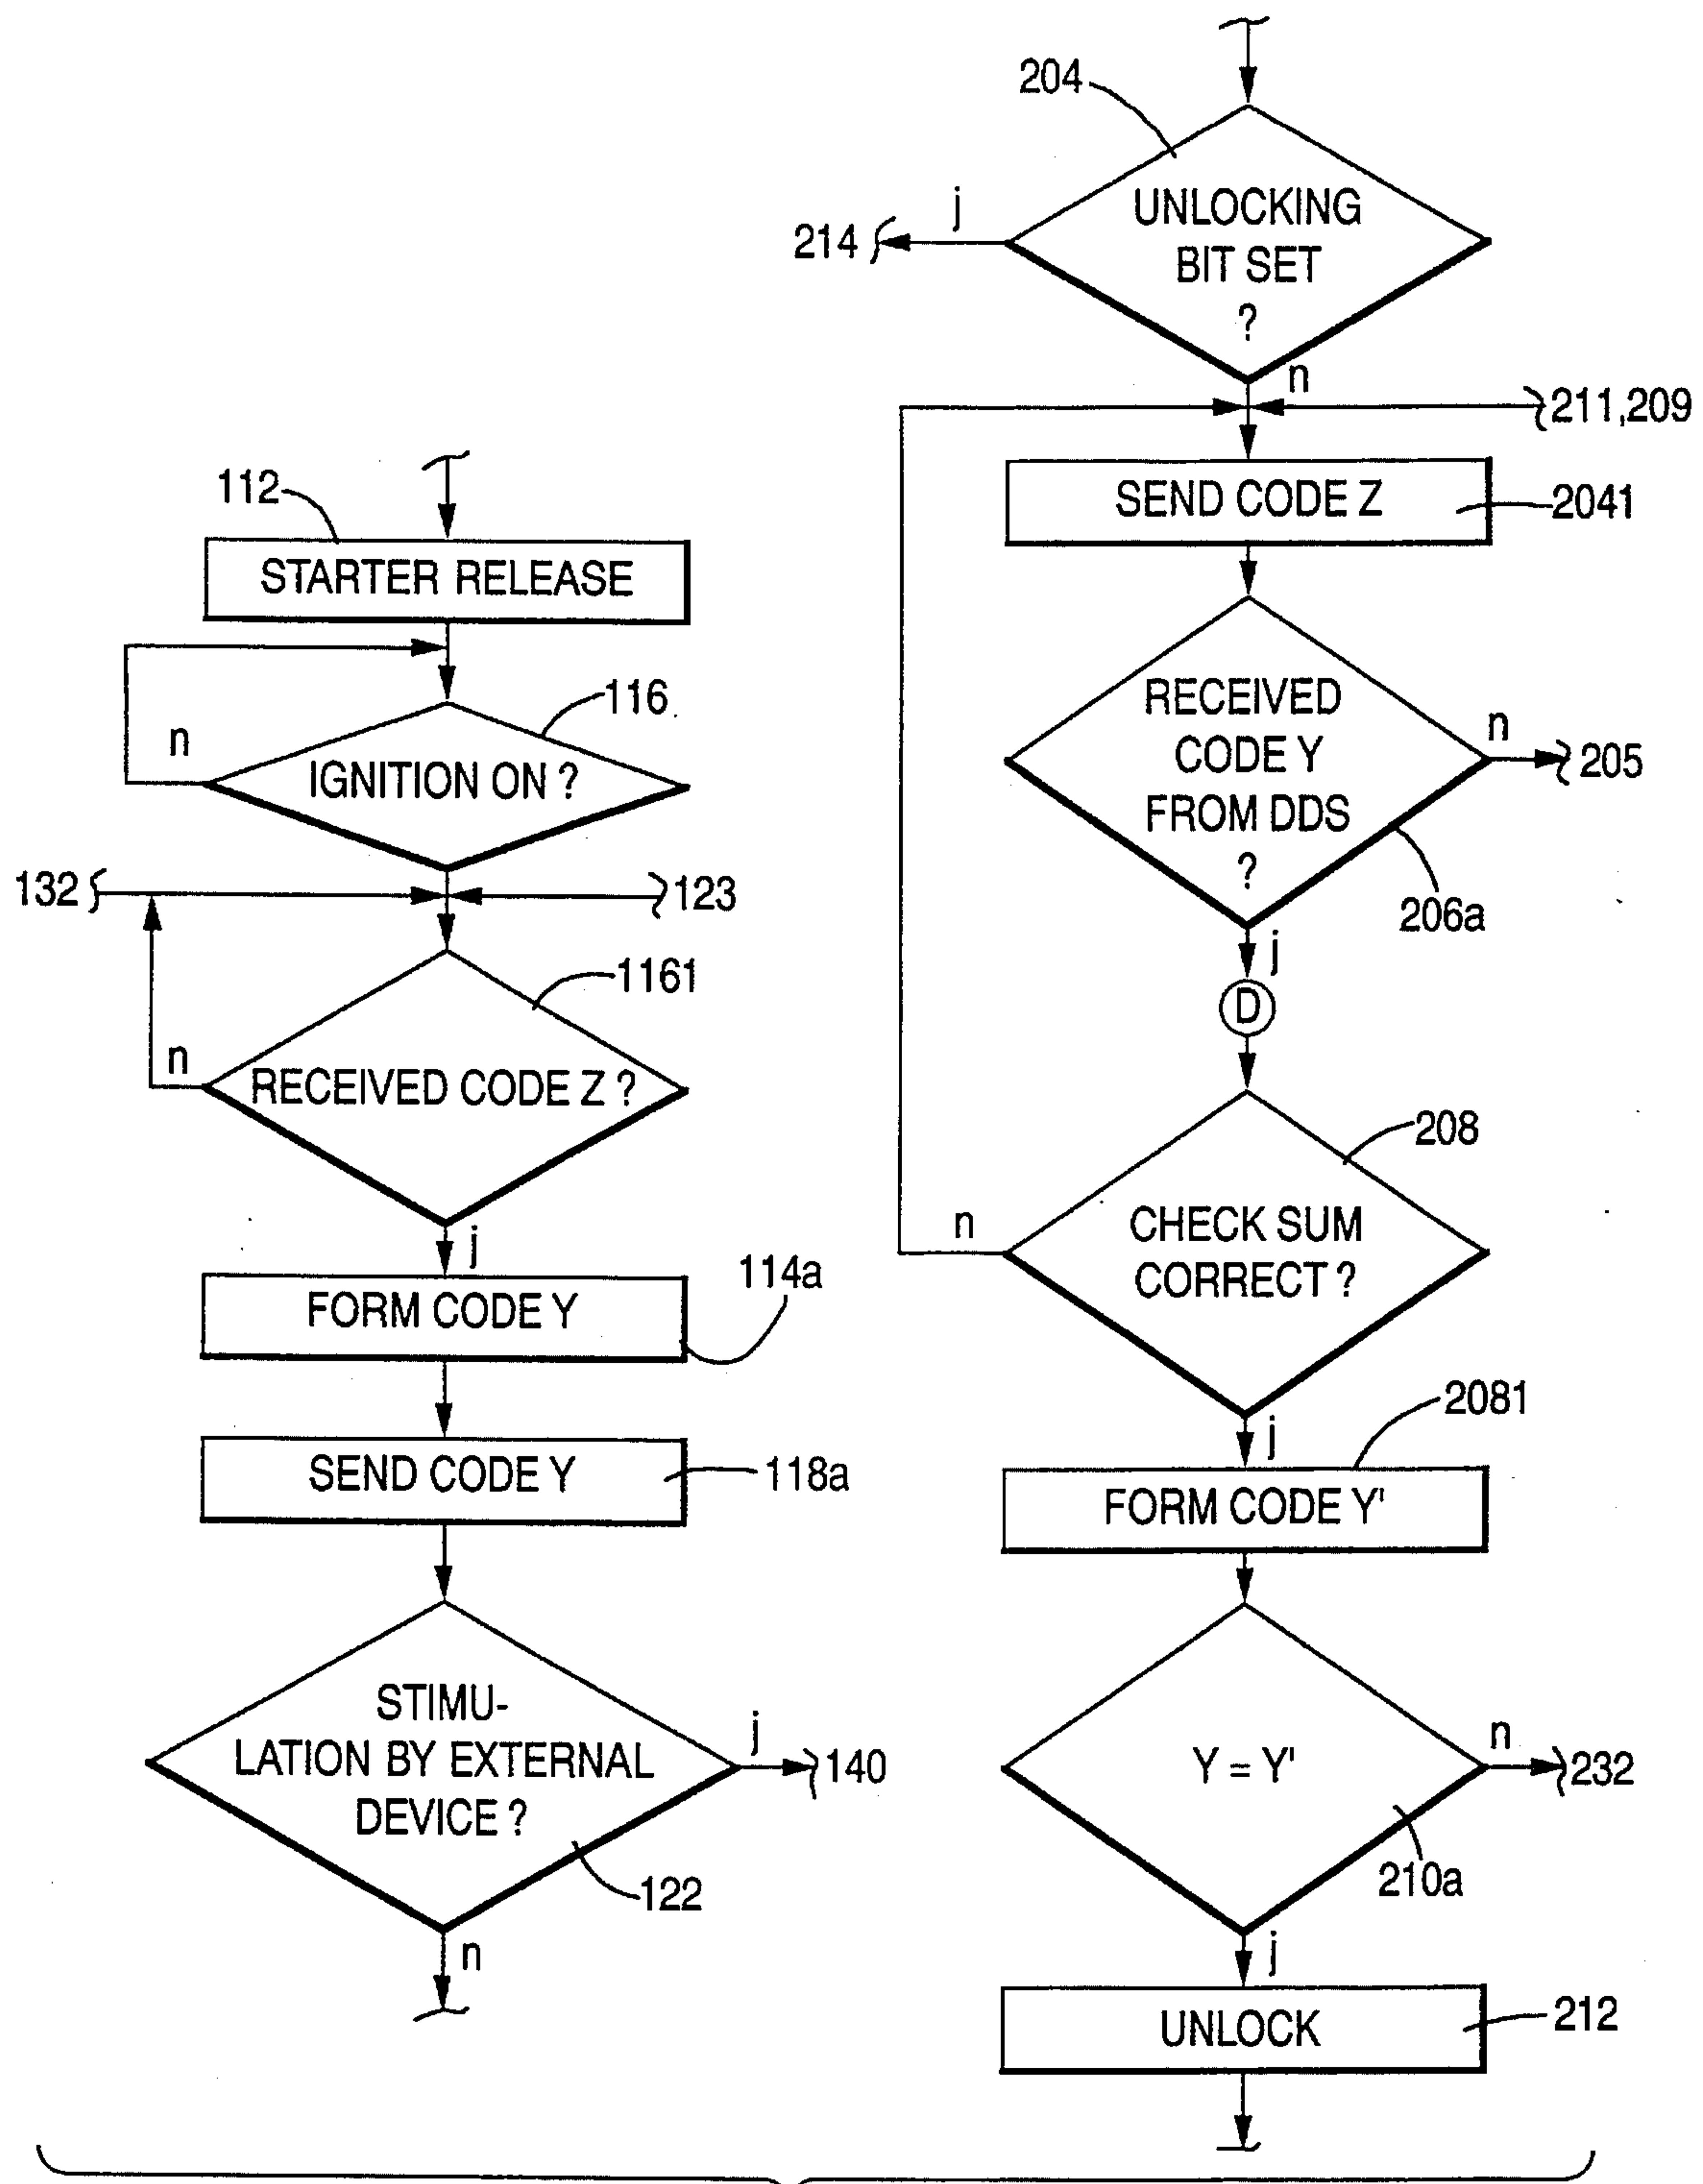 112
STARTER RELEASE
116
n
IGNITION ON ?
132
123
1161
n
RECEIVED CODE Z ?
j
114a
FORM CODE Y
SEND CODE Y
118a
STIMU-
LATION BY EXTERNAL
DEVICE ?
j
140
122
n
204
j
214
UNLOCKING
BIT SET
?
n
211,209
SEND CODE Z
2041
RECEIVED
CODE Y
FROM DDS
?
n
205
206a
j
D
208
n
CHECK SUM
CORRECT ?
j
2081
FORM CODE Y'
Y = Y'
n
232
210a
j
UNLOCK
212